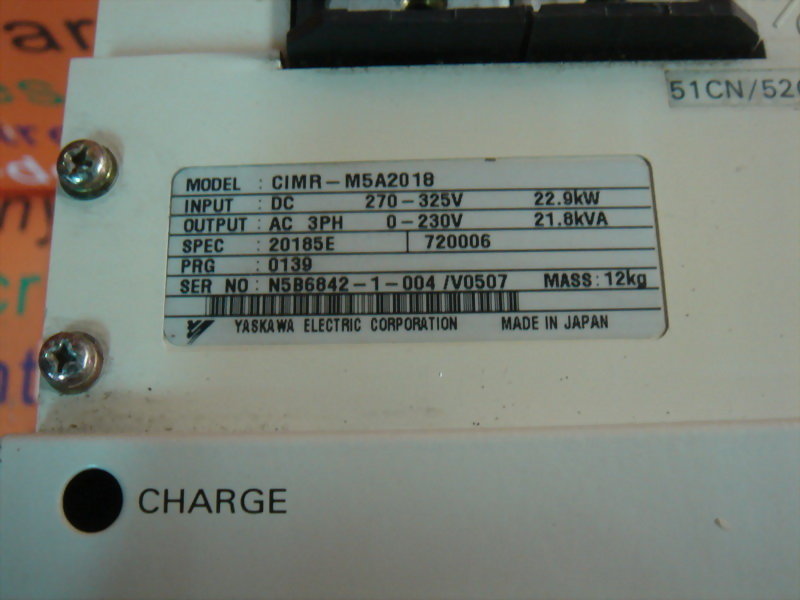 51CN/52
MODEL : CIMR-M5A2018
INPUT : DC 270-325V 22.9kW
OUTPUT : AC 3PH 0-230V 21.8kVA
SPEC : 20185E 720006
PRG : 0139
SER NO : N5B6842-1-004 /V0507 MASS : 12kg
YASKAWA ELECTRIC CORPORATION MADE IN JAPAN
CHARGE